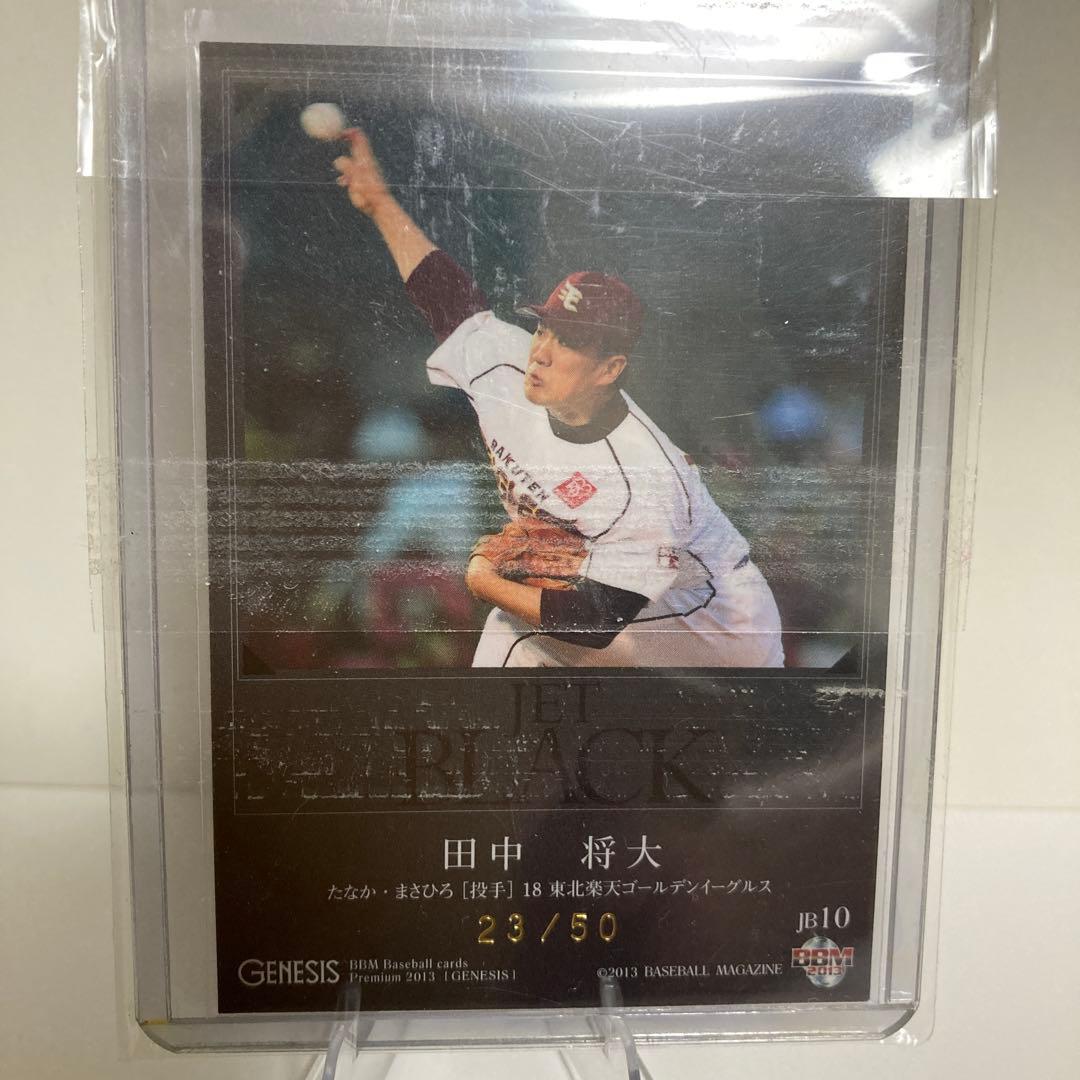 RAKUTEN
JET
BLACK
田中 将大
たなか・まさひろ [投手] 18 東北楽天ゴールデンイーグルス
23/50
JB10
GENESIS
BBM Baseball cards
Premium 2013 [GENESIS]
©2013 BASEBALL MAGAZINE
BBM
2013